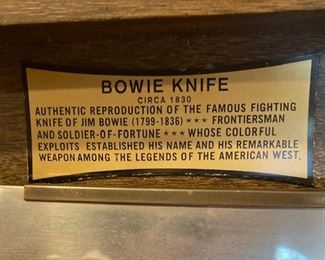 BOWIE KNIFE
CIRCA 1830
AUTHENTIC REPRODUCTION OF THE FAMOUS FIGHTING
KNIFE OF JIM BOWIE (1799-1836) ★★★ FRONTIERSMAN
AND SOLDIER-OF-FORTUNE ★★★ WHOSE COLORFUL
EXPLOITS ESTABLISHED HIS NAME AND HIS REMARKABLE
WEAPON AMONG THE LEGENDS OF THE AMERICAN WEST.